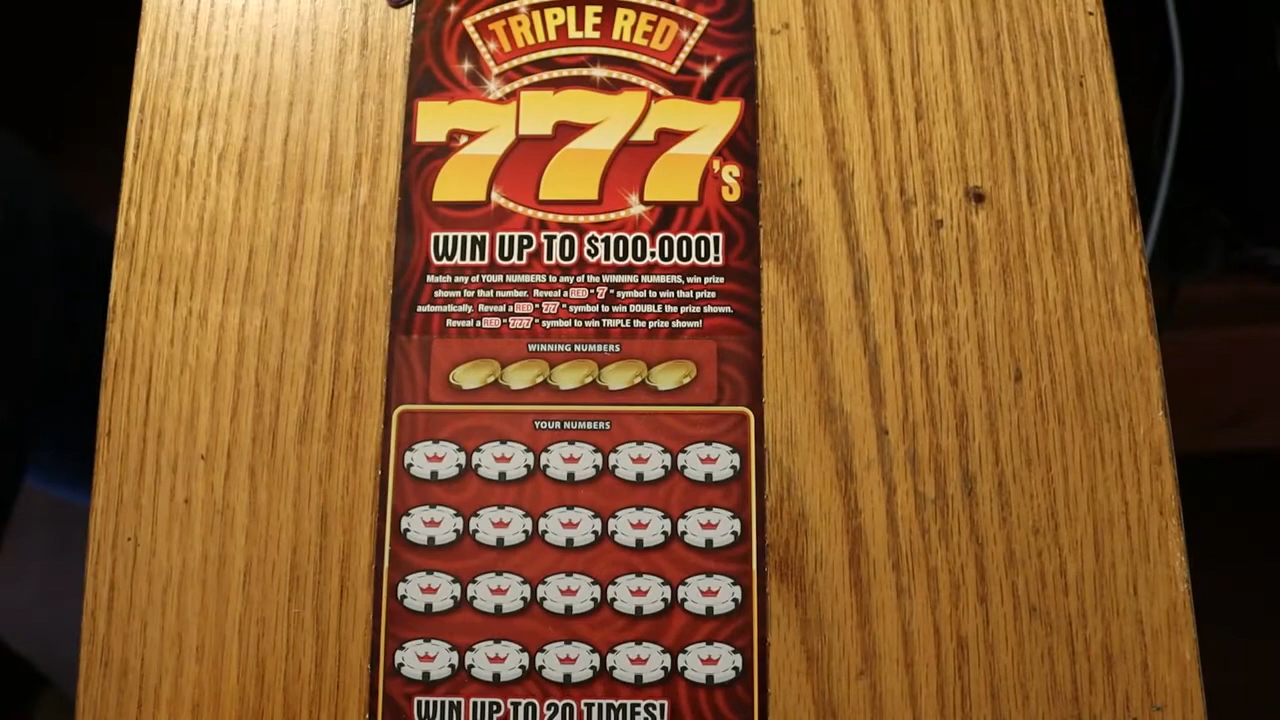 TRIPLE RED
777's
WIN UP TO $100,000!
Match any of YOUR NUMBERS to any of the WINNING NUMBERS, win prize
shown for that number. Reveal a RED "7" symbol to win that prize
automatically. Reveal a RED "77" symbol to win DOUBLE the prize shown.
Reveal a RED "777" symbol to win TRIPLE the prize shown!
WINNING NUMBERS
YOUR NUMBERS
WIN UP TO 20 TIMES!